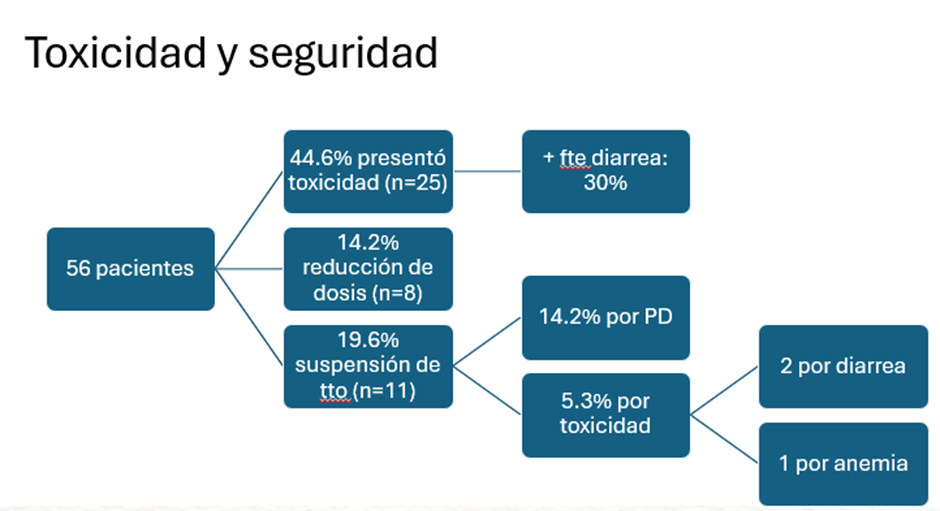 Toxicidad y seguridad
56 pacientes
44.6% presentó
toxicidad (n=25)
+ fte diarrea:
30%
14.2%
reducción de
dosis (n=8)
19.6%
suspensión de
tto (n=11)
14.2% por PD
5.3% por
toxicidad
2 por diarrea
1 por anemia